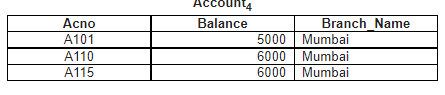 Account4
Acno Balance Branch_Name
A101 5000 Mumbai
A110 6000 Mumbai
A115 6000 Mumbai